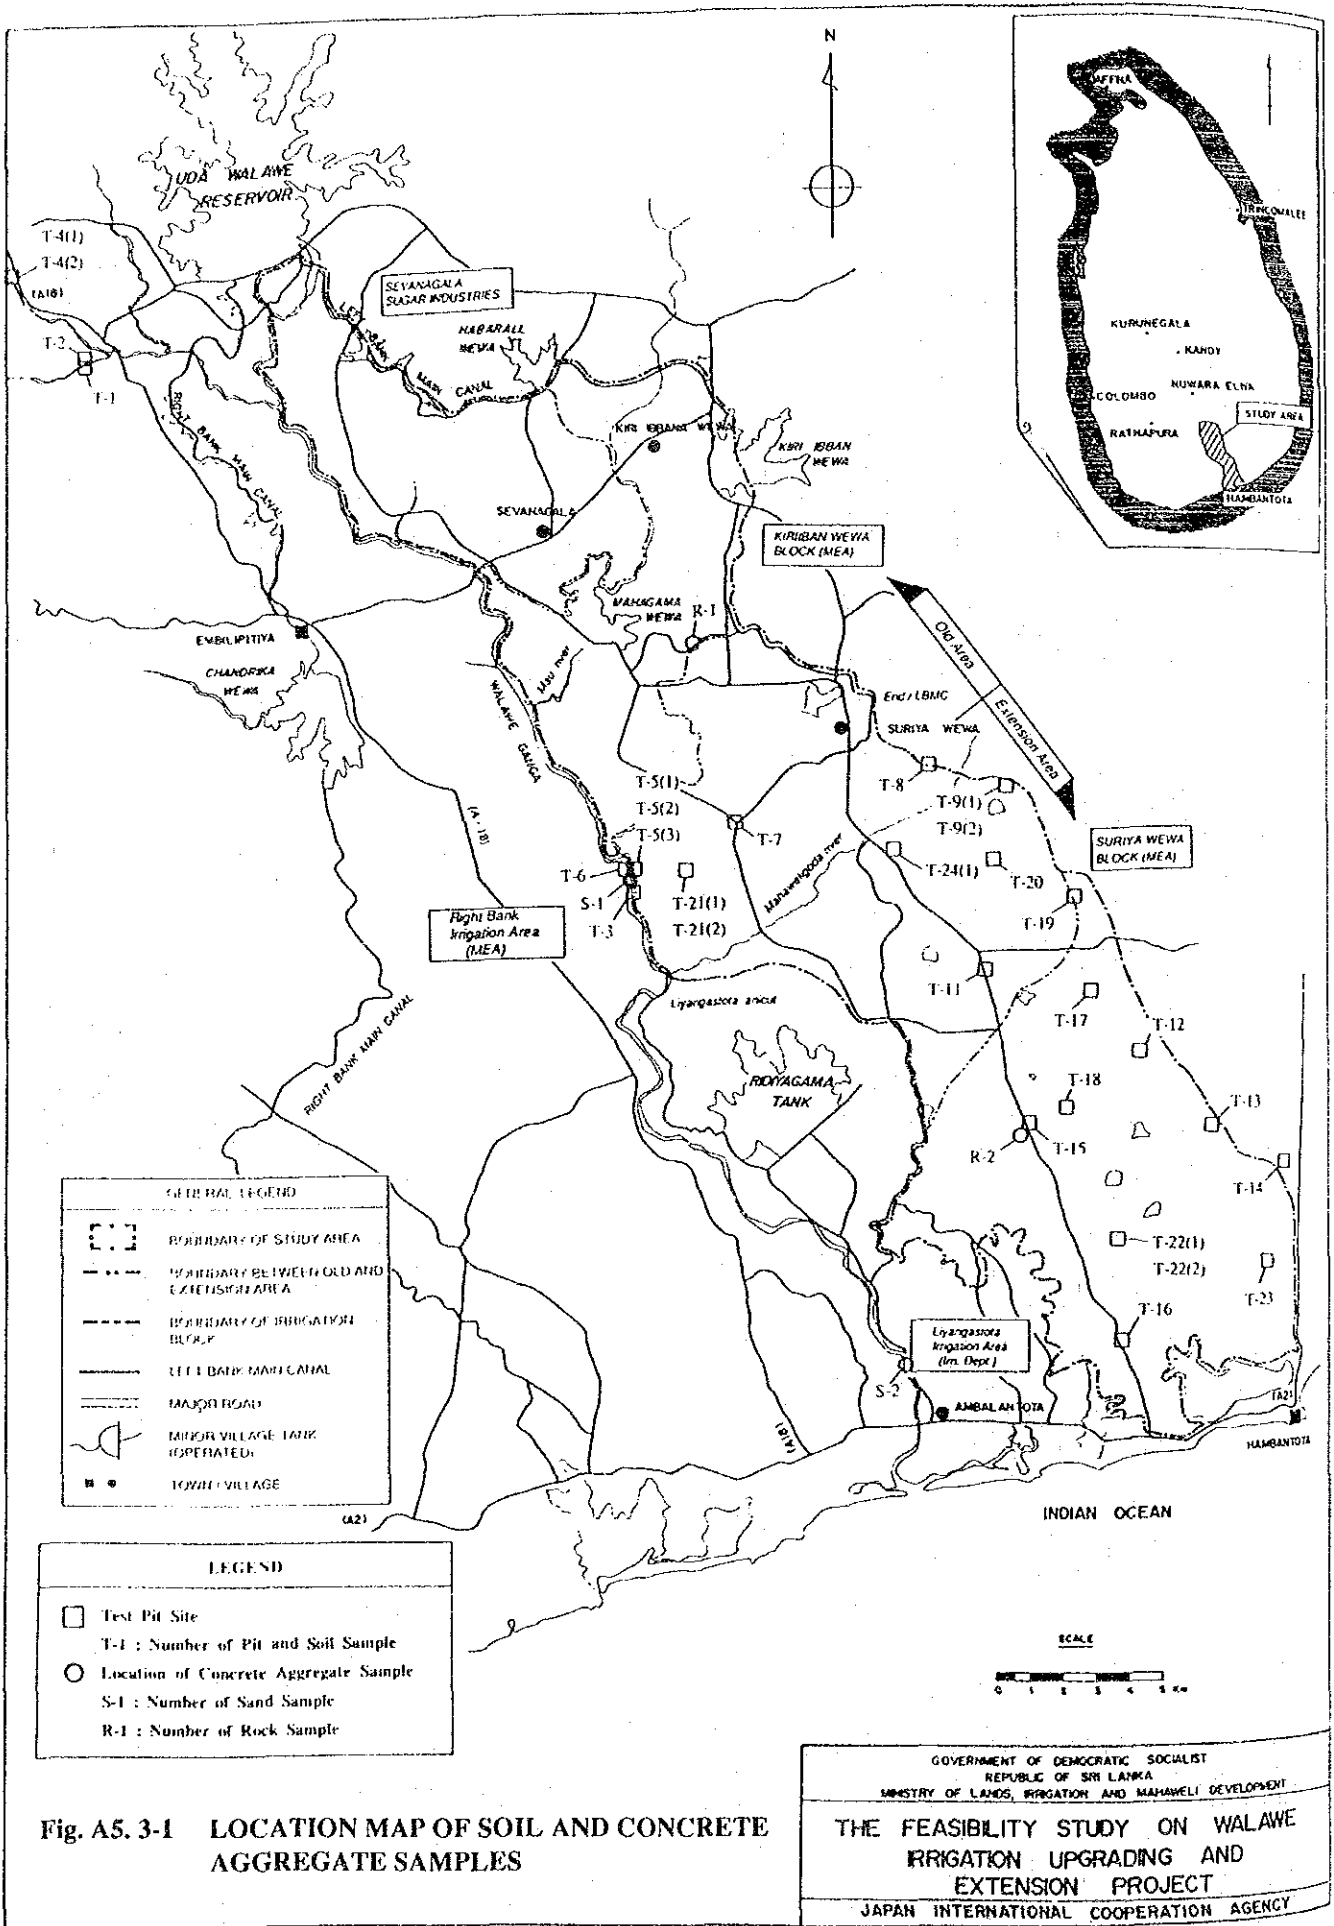 N
JAFFNA
TRINCOMALEE
KURUNEGALA
KANDY
NUWARA ELIYA
COLOMBO
STUDY AREA
RATNAPURA
HAMBANTOTA
UDA WALAWE
RESERVOIR
T-4(1)
T-4(2)
(A18)
T-2
T-1
SEVANAGALA
SUGAR INDUSTRIES
HABARALL
WEWA
LEFT BANK
MAIN CANAL
RIGHT BANK MAIN CANAL
KIRI IBBANA WEWA
KIRI IBBAN
WEWA
SEVANAGALA
KIRIIBAN WEWA
BLOCK (MEA)
MAHAGAMA
WEWA
R-1
EMBILIPITIYA
CHANDRIKA
WEWA
Mau river
WALAWE GANGA
Old Area
Extension Area
End / LBMC
SURIYA WEWA
T-8
T-5(1)
T-5(2)
T-5(3)
T-9(1)
T-9(2)
T-7
(A-18)
Mahawelgoda river
SURIYA WEWA
BLOCK (MEA)
T-24(1)
T-20
T-6
S-1
T-3
T-21(1)
T-21(2)
T-19
Right Bank
Irrigation Area
(MEA)
T-11
Liyangastota anicut
T-17
T-12
RIGHT BANK MAIN CANAL
RIDIYAGAMA
TANK
T-18
T-13
R-2
T-15
T-14
T-22(1)
T-22(2)
T-23
T-16
GENERAL LEGEND
BOUNDARY OF STUDY AREA
BOUNDARY BETWEEN OLD AND
EXTENSION AREA
BOUNDARY OF IRRIGATION
BLOCK
LEFT BANK MAIN CANAL
MAJOR ROAD
MINOR VILLAGE TANK
(OPERATED)
TOWN / VILLAGE
Liyangastota
Irrigation Area
(Irr. Dept.)
S-2
AMBALANTOTA
(A18)
(A2)
HAMBANTOTA
(A2)
INDIAN OCEAN
LEGEND
Test Pit Site
T-1 : Number of Pit and Soil Sample
Location of Concrete Aggregate Sample
S-1 : Number of Sand Sample
R-1 : Number of Rock Sample
SCALE
0 1 2 3 4 5 Km
GOVERNMENT OF DEMOCRATIC SOCIALIST
REPUBLIC OF SRI LANKA
MINISTRY OF LANDS, IRRIGATION AND MAHAWELI DEVELOPMENT
THE FEASIBILITY STUDY ON WALAWE
IRRIGATION UPGRADING AND
EXTENSION PROJECT
JAPAN INTERNATIONAL COOPERATION AGENCY
Fig. A5. 3-1 LOCATION MAP OF SOIL AND CONCRETE
AGGREGATE SAMPLES